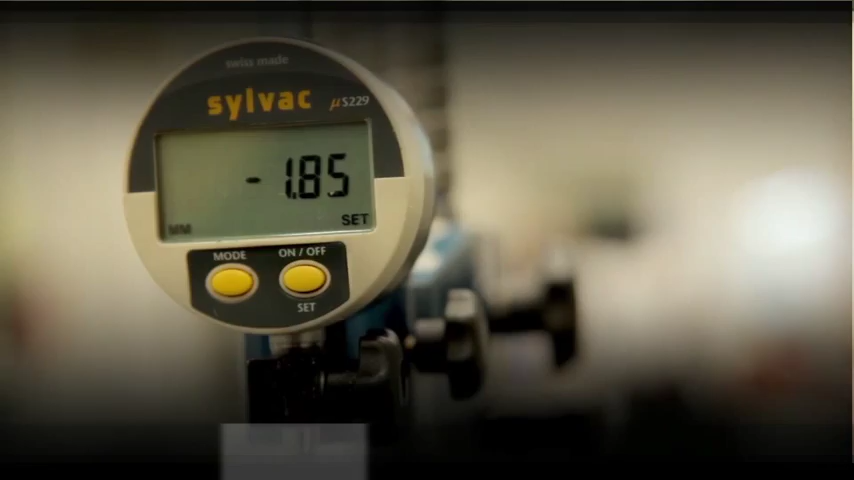 swiss made
sylvac µS229
- 1.85
MM SET
MODE ON / OFF
SET